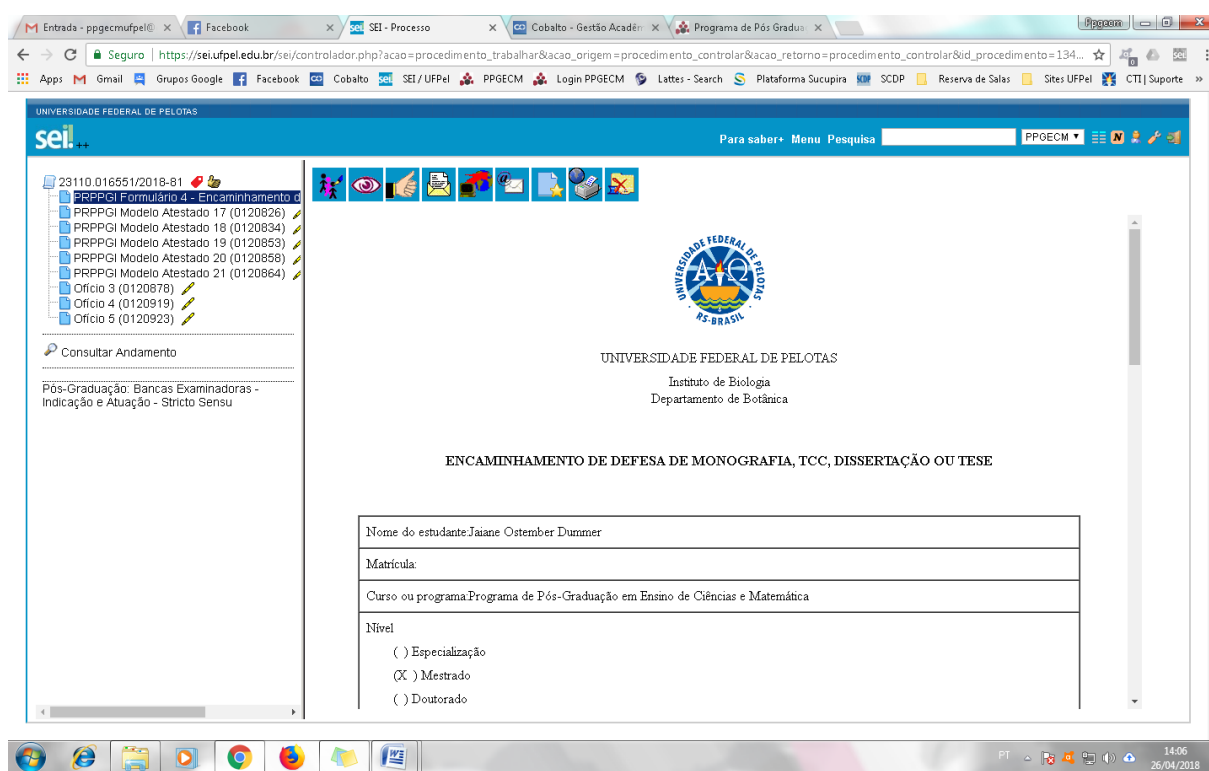 Entrada - ppgecmufpel@
Facebook
SEI - Processo
Cobalto - Gestão Acadêm
Programa de Pós Gradua
Ppgecm
Seguro | https://sei.ufpel.edu.br/sei/controlador.php?acao=procedimento_trabalhar&acao_origem=procedimento_controlar&acao_retorno=procedimento_controlar&id_procedimento=134...
Apps Gmail Grupos Google Facebook Cobalto SEI / UFPel PPGECM Login PPGECM Lattes - Search Plataforma Sucupira SCDP Reserva de Salas Sites UFPel CTI | Suporte »
UNIVERSIDADE FEDERAL DE PELOTAS
sei! ++
Para saber+ Menu Pesquisa PPGECM
23110.016551/2018-81
PRPPGI Formulário 4 - Encaminhamento d
PRPPGI Modelo Atestado 17 (0120826)
PRPPGI Modelo Atestado 18 (0120834)
PRPPGI Modelo Atestado 19 (0120853)
PRPPGI Modelo Atestado 20 (0120858)
PRPPGI Modelo Atestado 21 (0120864)
Ofício 3 (0120878)
Ofício 4 (0120919)
Ofício 5 (0120923)
Consultar Andamento
Pós-Graduação: Bancas Examinadoras -
Indicação e Atuação - Stricto Sensu
UNIVERSIDADE FEDERAL DE PELOTAS
RS-BRASIL
UNIVERSIDADE FEDERAL DE PELOTAS
Instituto de Biologia
Departamento de Botânica
ENCAMINHAMENTO DE DEFESA DE MONOGRAFIA, TCC, DISSERTAÇÃO OU TESE
Nome do estudante:Jaiane Ostember Dummer
Matrícula:
Curso ou programa:Programa de Pós-Graduação em Ensino de Ciências e Matemática
Nível
( ) Especialização
(X ) Mestrado
( ) Doutorado
PT
14:06
26/04/2018